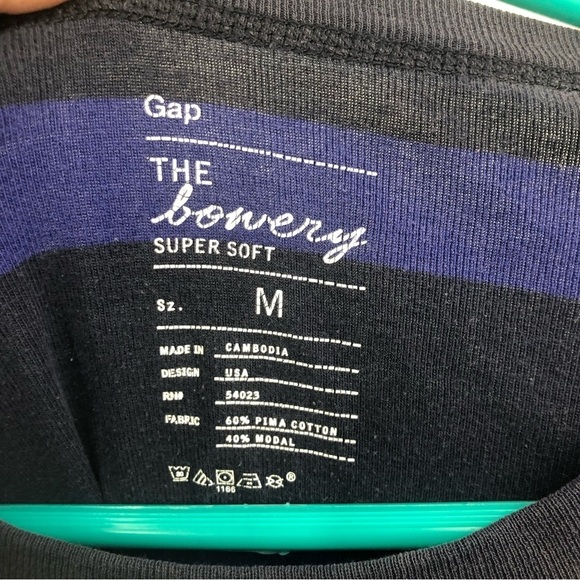 Gap
THE
bowery
SUPER SOFT
Sz. M
MADE IN CAMBODIA
DESIGN USA
RN# 54023
FABRIC 60% PIMA COTTON
40% MODAL
®
1166